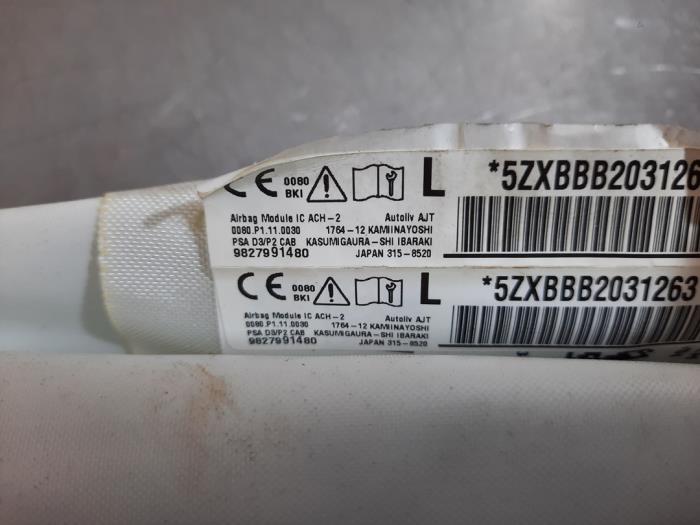 CE 0080 BKI L *5ZXBBB203126
Airbag Module IC ACH-2 Autoliv AJT
0080.P1.11.0030 1764-12 KAMIINAYOSHI
PSA D3/P2 CAB KASUMIGAURA-SHI IBARAKI
9827991480 JAPAN 315-8520
CE 0080 BKI L *5ZXBBB2031263
Airbag Module IC ACH-2 Autoliv AJT
0080.P1.11.0030 1764-12 KAMIINAYOSHI
PSA D3/P2 CAB KASUMIGAURA-SHI IBARAKI
9827991480 JAPAN 315-8520